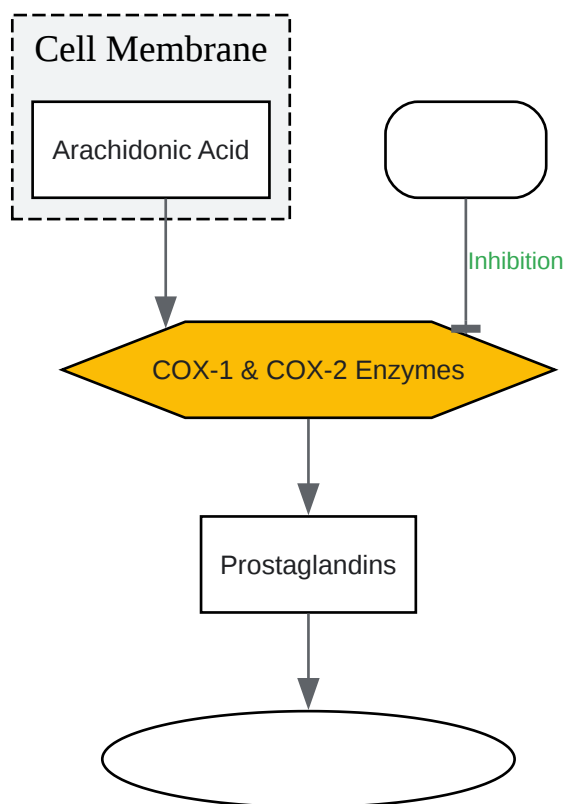 Cell Membrane
Arachidonic Acid
Inhibition
COX-1 & COX-2 Enzymes
Prostaglandins